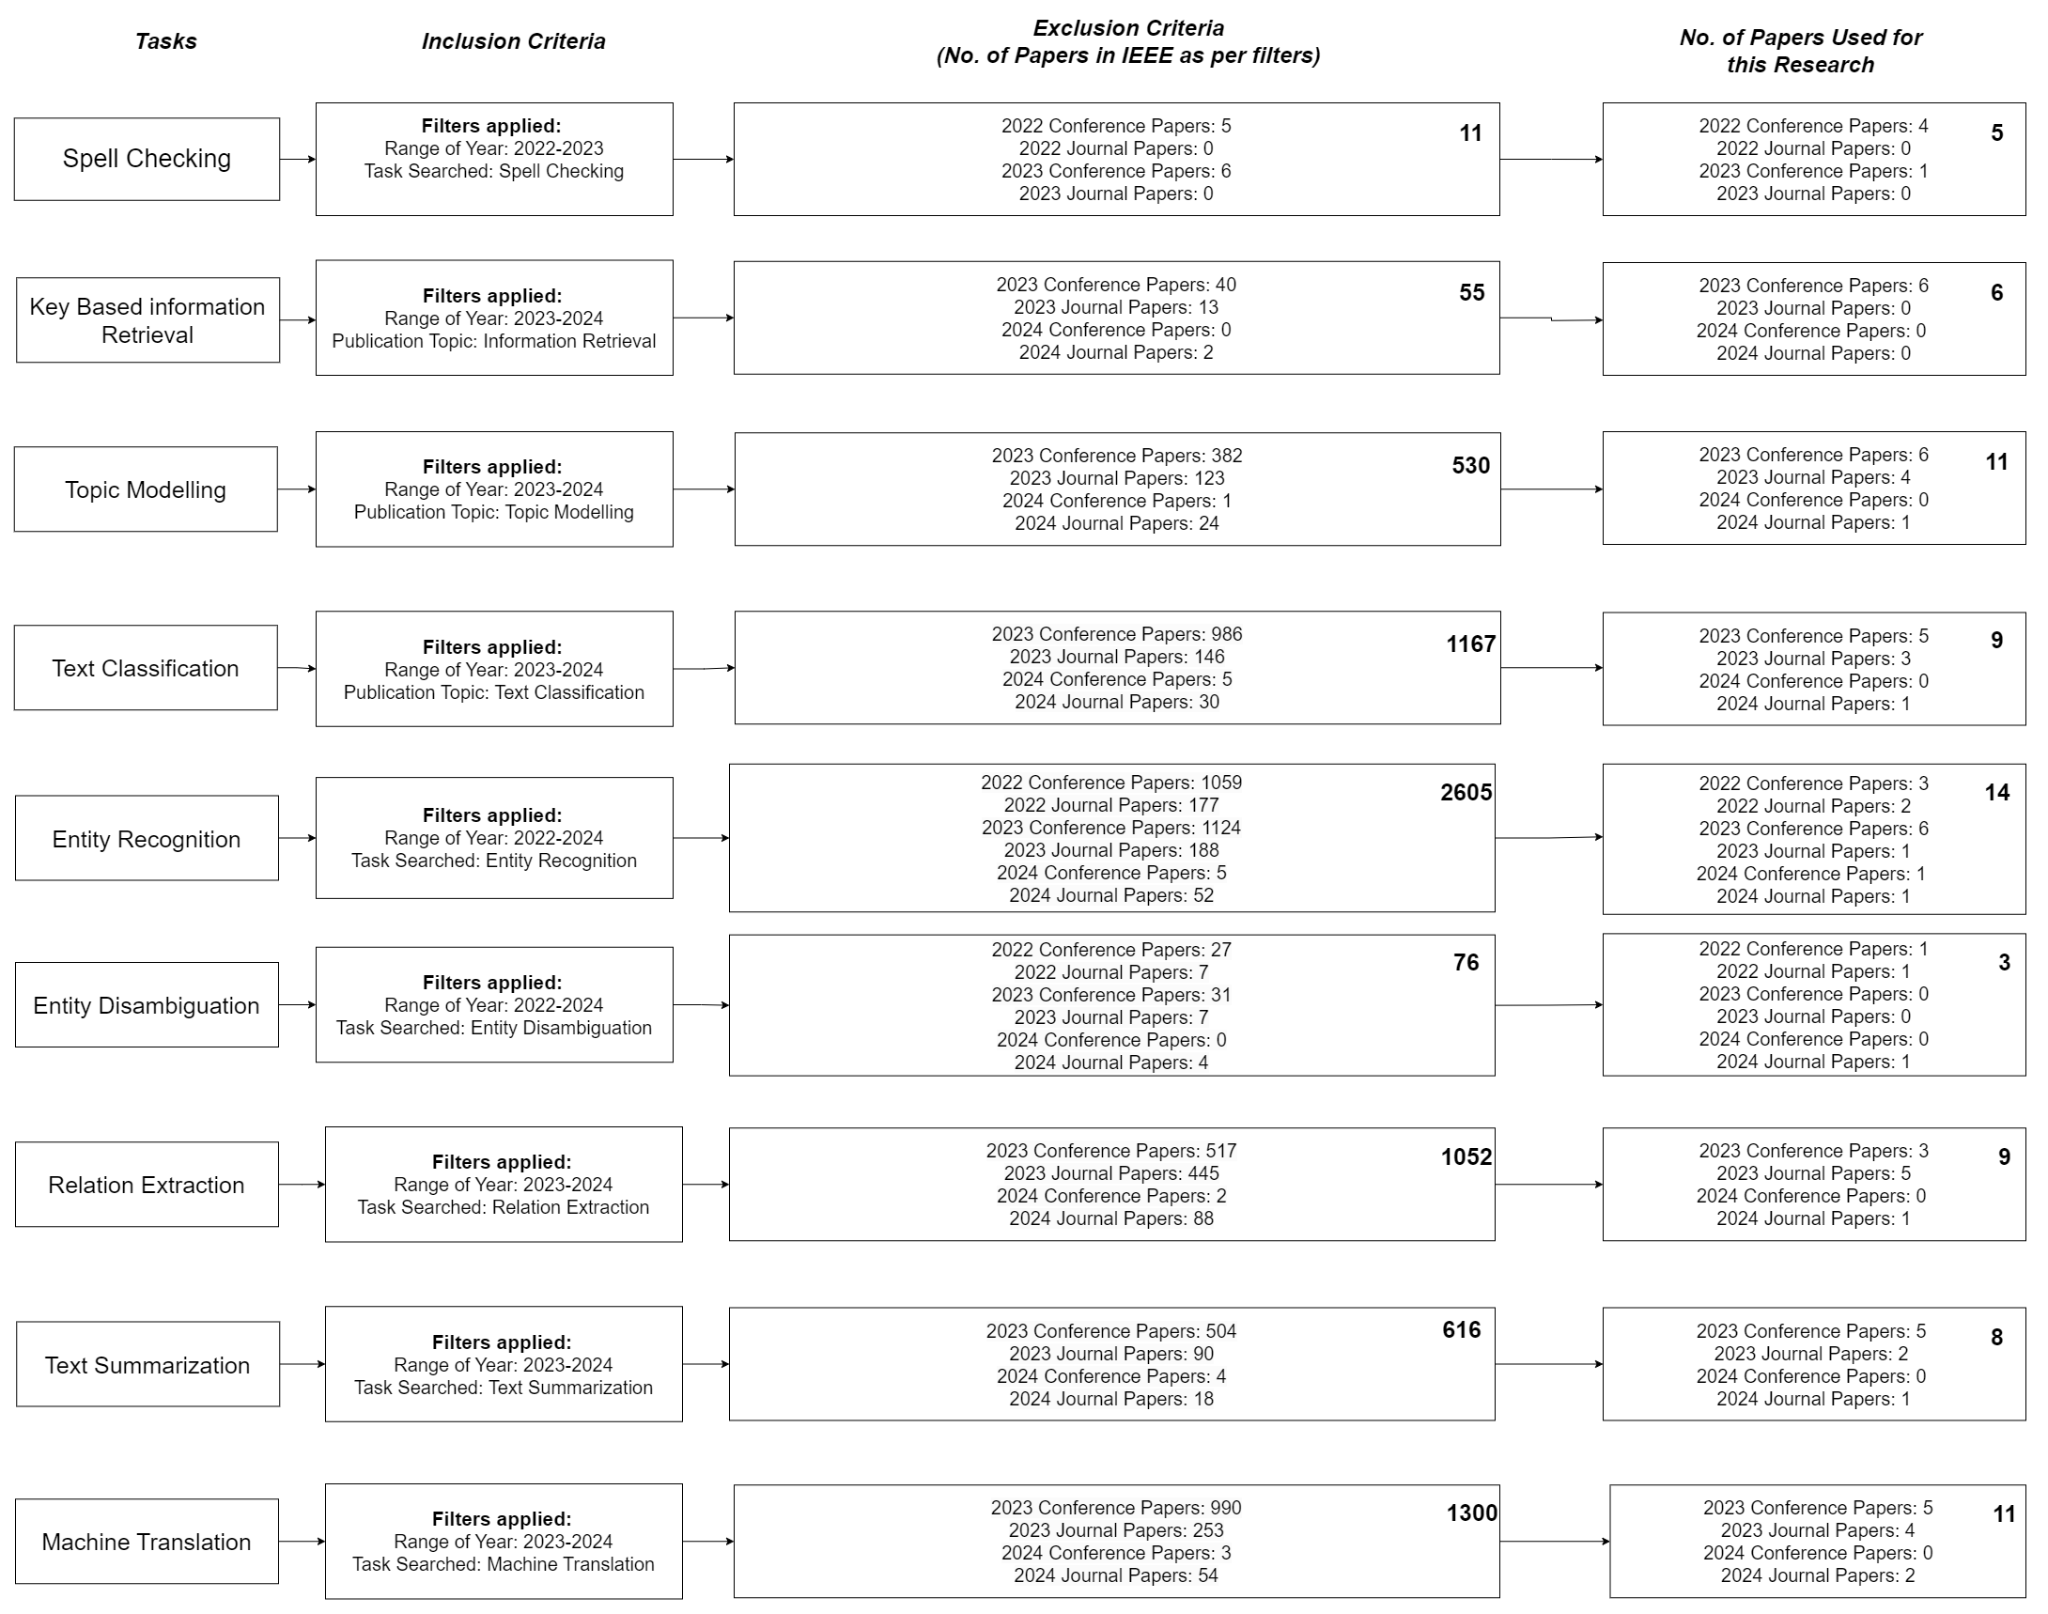 Tasks
Inclusion Criteria
Exclusion Criteria
(No. of Papers in IEEE as per filters)
No. of Papers Used for
this Research
Spell Checking
Filters applied:
Range of Year: 2022-2023
Task Searched: Spell Checking
2022 Conference Papers: 5
2022 Journal Papers: 0
2023 Conference Papers: 6
2023 Journal Papers: 0
11
2022 Conference Papers: 4
2022 Journal Papers: 0
2023 Conference Papers: 1
2023 Journal Papers: 0
5
Key Based information
Retrieval
Filters applied:
Range of Year: 2023-2024
Publication Topic: Information Retrieval
2023 Conference Papers: 40
2023 Journal Papers: 13
2024 Conference Papers: 0
2024 Journal Papers: 2
55
2023 Conference Papers: 6
2023 Journal Papers: 0
2024 Conference Papers: 0
2024 Journal Papers: 0
6
Topic Modelling
Filters applied:
Range of Year: 2023-2024
Publication Topic: Topic Modelling
2023 Conference Papers: 382
2023 Journal Papers: 123
2024 Conference Papers: 1
2024 Journal Papers: 24
530
2023 Conference Papers: 6
2023 Journal Papers: 4
2024 Conference Papers: 0
2024 Journal Papers: 1
11
Text Classification
Filters applied:
Range of Year: 2023-2024
Publication Topic: Text Classification
2023 Conference Papers: 986
2023 Journal Papers: 146
2024 Conference Papers: 5
2024 Journal Papers: 30
1167
2023 Conference Papers: 5
2023 Journal Papers: 3
2024 Conference Papers: 0
2024 Journal Papers: 1
9
Entity Recognition
Filters applied:
Range of Year: 2022-2024
Task Searched: Entity Recognition
2022 Conference Papers: 1059
2022 Journal Papers: 177
2023 Conference Papers: 1124
2023 Journal Papers: 188
2024 Conference Papers: 5
2024 Journal Papers: 52
2605
2022 Conference Papers: 3
2022 Journal Papers: 2
2023 Conference Papers: 6
2023 Journal Papers: 1
2024 Conference Papers: 1
2024 Journal Papers: 1
14
Entity Disambiguation
Filters applied:
Range of Year: 2022-2024
Task Searched: Entity Disambiguation
2022 Conference Papers: 27
2022 Journal Papers: 7
2023 Conference Papers: 31
2023 Journal Papers: 7
2024 Conference Papers: 0
2024 Journal Papers: 4
76
2022 Conference Papers: 1
2022 Journal Papers: 1
2023 Conference Papers: 0
2023 Journal Papers: 0
2024 Conference Papers: 0
2024 Journal Papers: 1
3
Relation Extraction
Filters applied:
Range of Year: 2023-2024
Task Searched: Relation Extraction
2023 Conference Papers: 517
2023 Journal Papers: 445
2024 Conference Papers: 2
2024 Journal Papers: 88
1052
2023 Conference Papers: 3
2023 Journal Papers: 5
2024 Conference Papers: 0
2024 Journal Papers: 1
9
Text Summarization
Filters applied:
Range of Year: 2023-2024
Task Searched: Text Summarization
2023 Conference Papers: 504
2023 Journal Papers: 90
2024 Conference Papers: 4
2024 Journal Papers: 18
616
2023 Conference Papers: 5
2023 Journal Papers: 2
2024 Conference Papers: 0
2024 Journal Papers: 1
8
Machine Translation
Filters applied:
Range of Year: 2023-2024
Task Searched: Machine Translation
2023 Conference Papers: 990
2023 Journal Papers: 253
2024 Conference Papers: 3
2024 Journal Papers: 54
1300
2023 Conference Papers: 5
2023 Journal Papers: 4
2024 Conference Papers: 0
2024 Journal Papers: 2
11